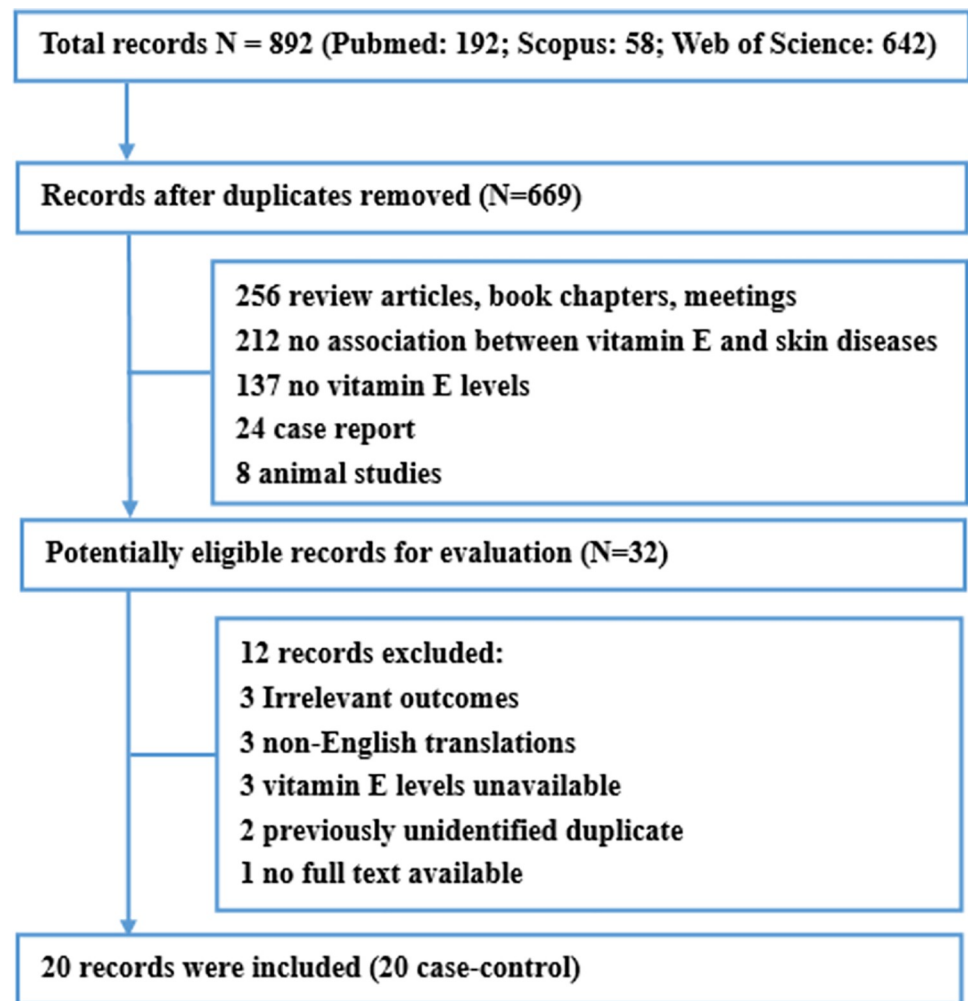 Total records N = 892 (Pubmed: 192; Scopus: 58; Web of Science: 642)
Records after duplicates removed (N=669)
256 review articles, book chapters, meetings
212 no association between vitamin E and skin diseases
137 no vitamin E levels
24 case report
8 animal studies
Potentially eligible records for evaluation (N=32)
12 records excluded:
3 Irrelevant outcomes
3 non-English translations
3 vitamin E levels unavailable
2 previously unidentified duplicate
1 no full text available
20 records were included (20 case-control)